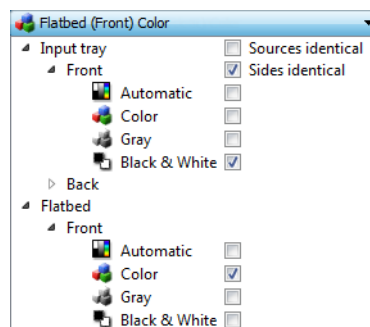 Flatbed (Front) Color
Input tray Sources identical
Front Sides identical
Automatic
Color
Gray
Black & White
Back
Flatbed
Front
Automatic
Color
Gray
Black & White